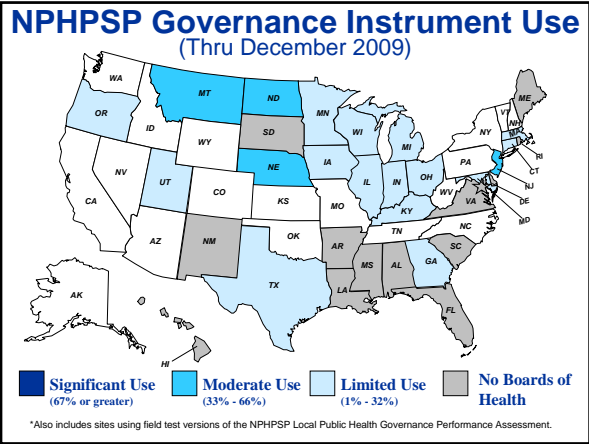 NPHPSP Governance Instrument Use
(Thru December 2009)
WA
MT
ND
MN
ME
VT
NH
OR
ID
SD
WI
NY
MA
WY
MI
RI
IA
CT
NE
PA
NJ
NV
UT
IL
IN
OH
DE
CA
CO
KS
MO
WV
VA
MD
KY
NC
TN
AZ
NM
OK
AR
SC
MS
AL
GA
TX
LA
FL
AK
HI
Significant Use
(67% or greater)
Moderate Use
(33% - 66%)
Limited Use
(1% - 32%)
No Boards of
Health
*Also includes sites using field test versions of the NPHPSP Local Public Health Governance Performance Assessment.